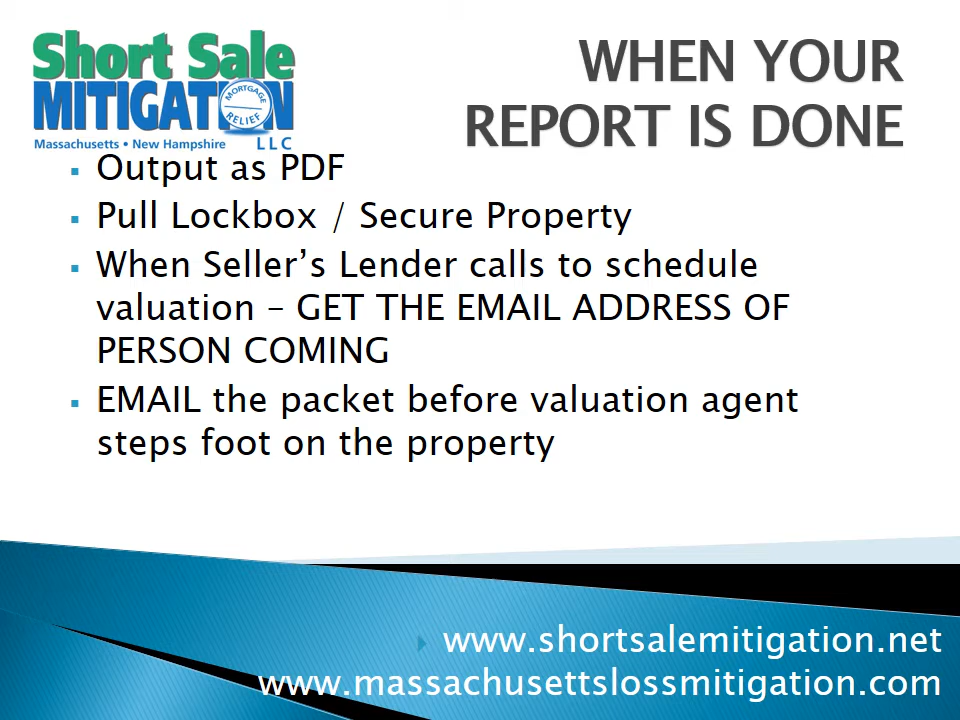 Short Sale
MITIGATION
MORTGAGE
RELIEF
Massachusetts • New Hampshire LLC
WHEN YOUR
REPORT IS DONE
▪ Output as PDF
▪ Pull Lockbox / Secure Property
▪ When Seller’s Lender calls to schedule
valuation – GET THE EMAIL ADDRESS OF
PERSON COMING
▪ EMAIL the packet before valuation agent
steps foot on the property
www.shortsalemitigation.net
www.massachusettslossmitigation.com